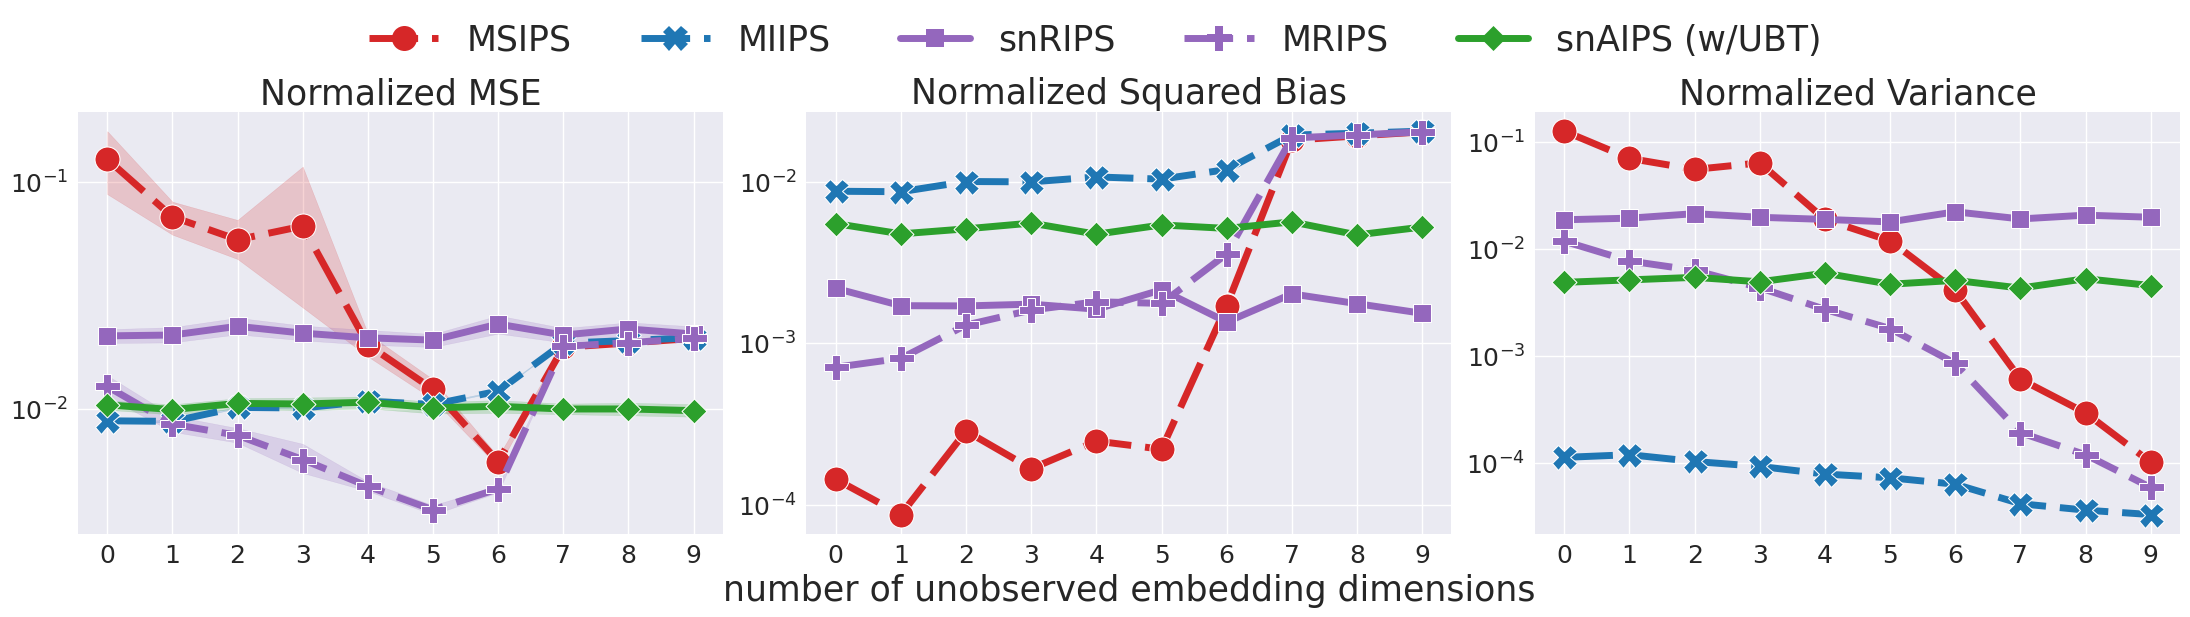 MSIPS MIIPS snRIPS MRIPS snAIPS (w/UBT)
Normalized MSE
10⁻¹
10⁻²
0 1 2 3 4 5 6 7 8 9
Normalized Squared Bias
10⁻²
10⁻³
10⁻⁴
0 1 2 3 4 5 6 7 8 9
Normalized Variance
10⁻¹
10⁻²
10⁻³
10⁻⁴
0 1 2 3 4 5 6 7 8 9
number of unobserved embedding dimensions